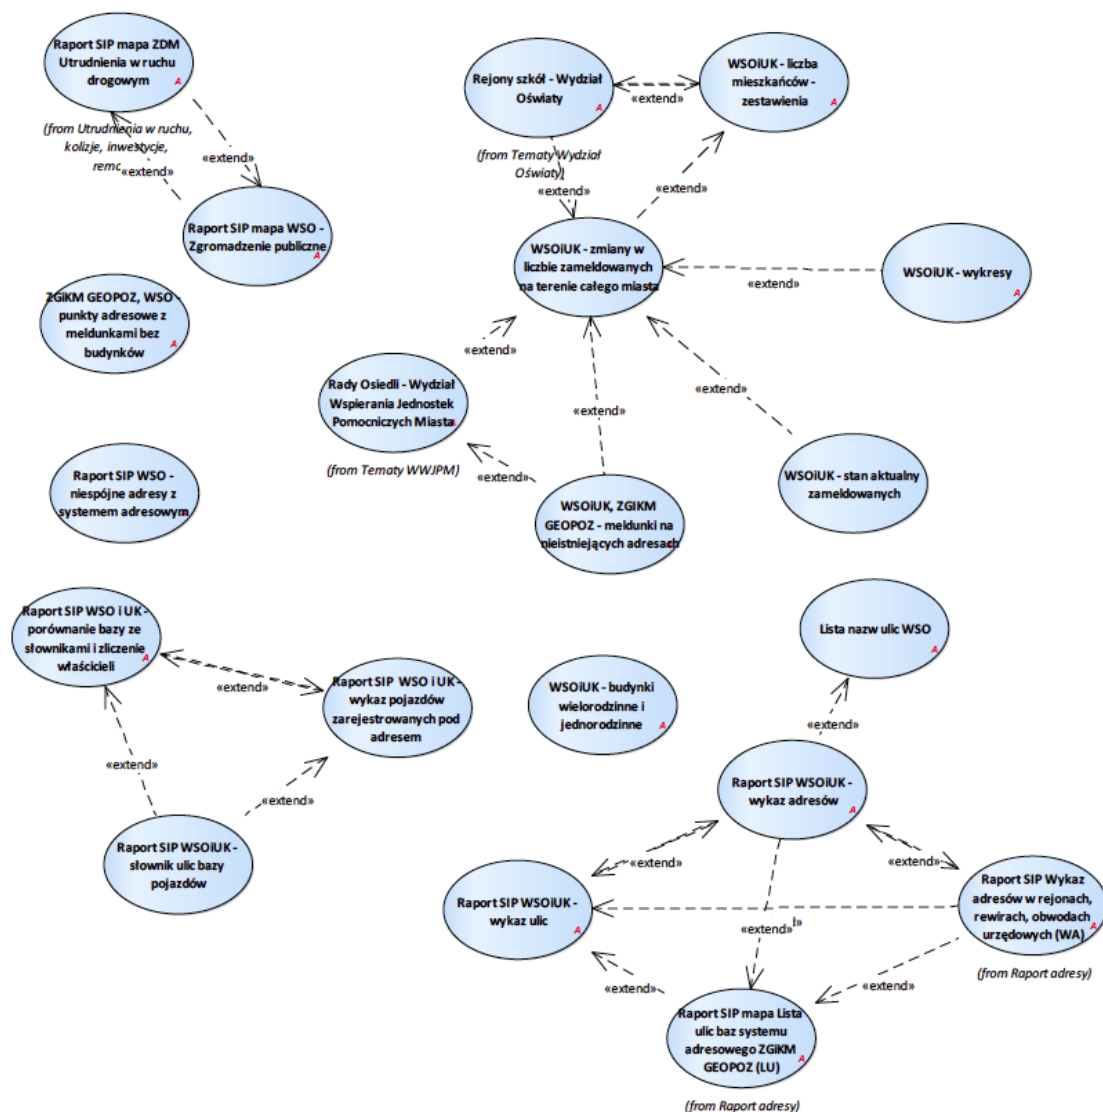 Raport SIP mapa ZDM
Utrudnienia w ruchu
drogowym
A
(from Utrudnienia w ruchu,
kolizje, inwestycje,
«extend»
«extend»
Raport SIP mapa WSO -
Zgromadzenie publiczne
A
Rejony szkół - Wydział
Oświaty
A
(from Tematy Wydział
Oświaty)
«extend»
WSOiUK - liczba
mieszkańców -
zestawienia
A
«extend»
«extend»
WSOiUK - zmiany w
liczbie zameldowanych
na terenie całego miasta
WSOiUK - wykresy
A
«extend»
ZGiKM GEOPOZ, WSO -
punkty adresowe z
meldunkami bez
budynków
A
«extend»
Rady Osiedli - Wydział
Wspierania Jednostek
Pomocniczych Miasta
A
(from Tematy WWJPM)
«extend»
«extend»
«extend»
Raport SIP WSO -
niespójne adresy z
systemem adresowym
A
WSOiUK, ZGIKM
GEOPOZ - meldunki na
nieistniejących adresach
A
WSOiUK - stan aktualny
zameldowanych
Raport SIP WSO i UK -
porównanie bazy ze
słownikami i zliczenie
właścicieli
A
«extend»
Raport SIP WSO i UK -
wykaz pojazdów
zarejestrowanych pod
adresem
«extend»
«extend»
Raport SIP WSOiUK -
słownik ulic bazy
pojazdów
WSOiUK - budynki
wielorodzinne i
jednorodzinne
A
Lista nazw ulic WSO
A
«extend»
Raport SIP WSOiUK -
wykaz adresów
A
«extend»
«extend»
Raport SIP WSOiUK -
wykaz ulic
A
Raport SIP Wykaz
adresów w rejonach,
rewirach, obwodach
urzędowych (WA)
A
(from Raport adresy)
«extend»
«extend»
«extend»
Raport SIP mapa Lista
ulic baz systemu
adresowego ZGiKM
GEOPOZ (LU)
A
(from Raport adresy)